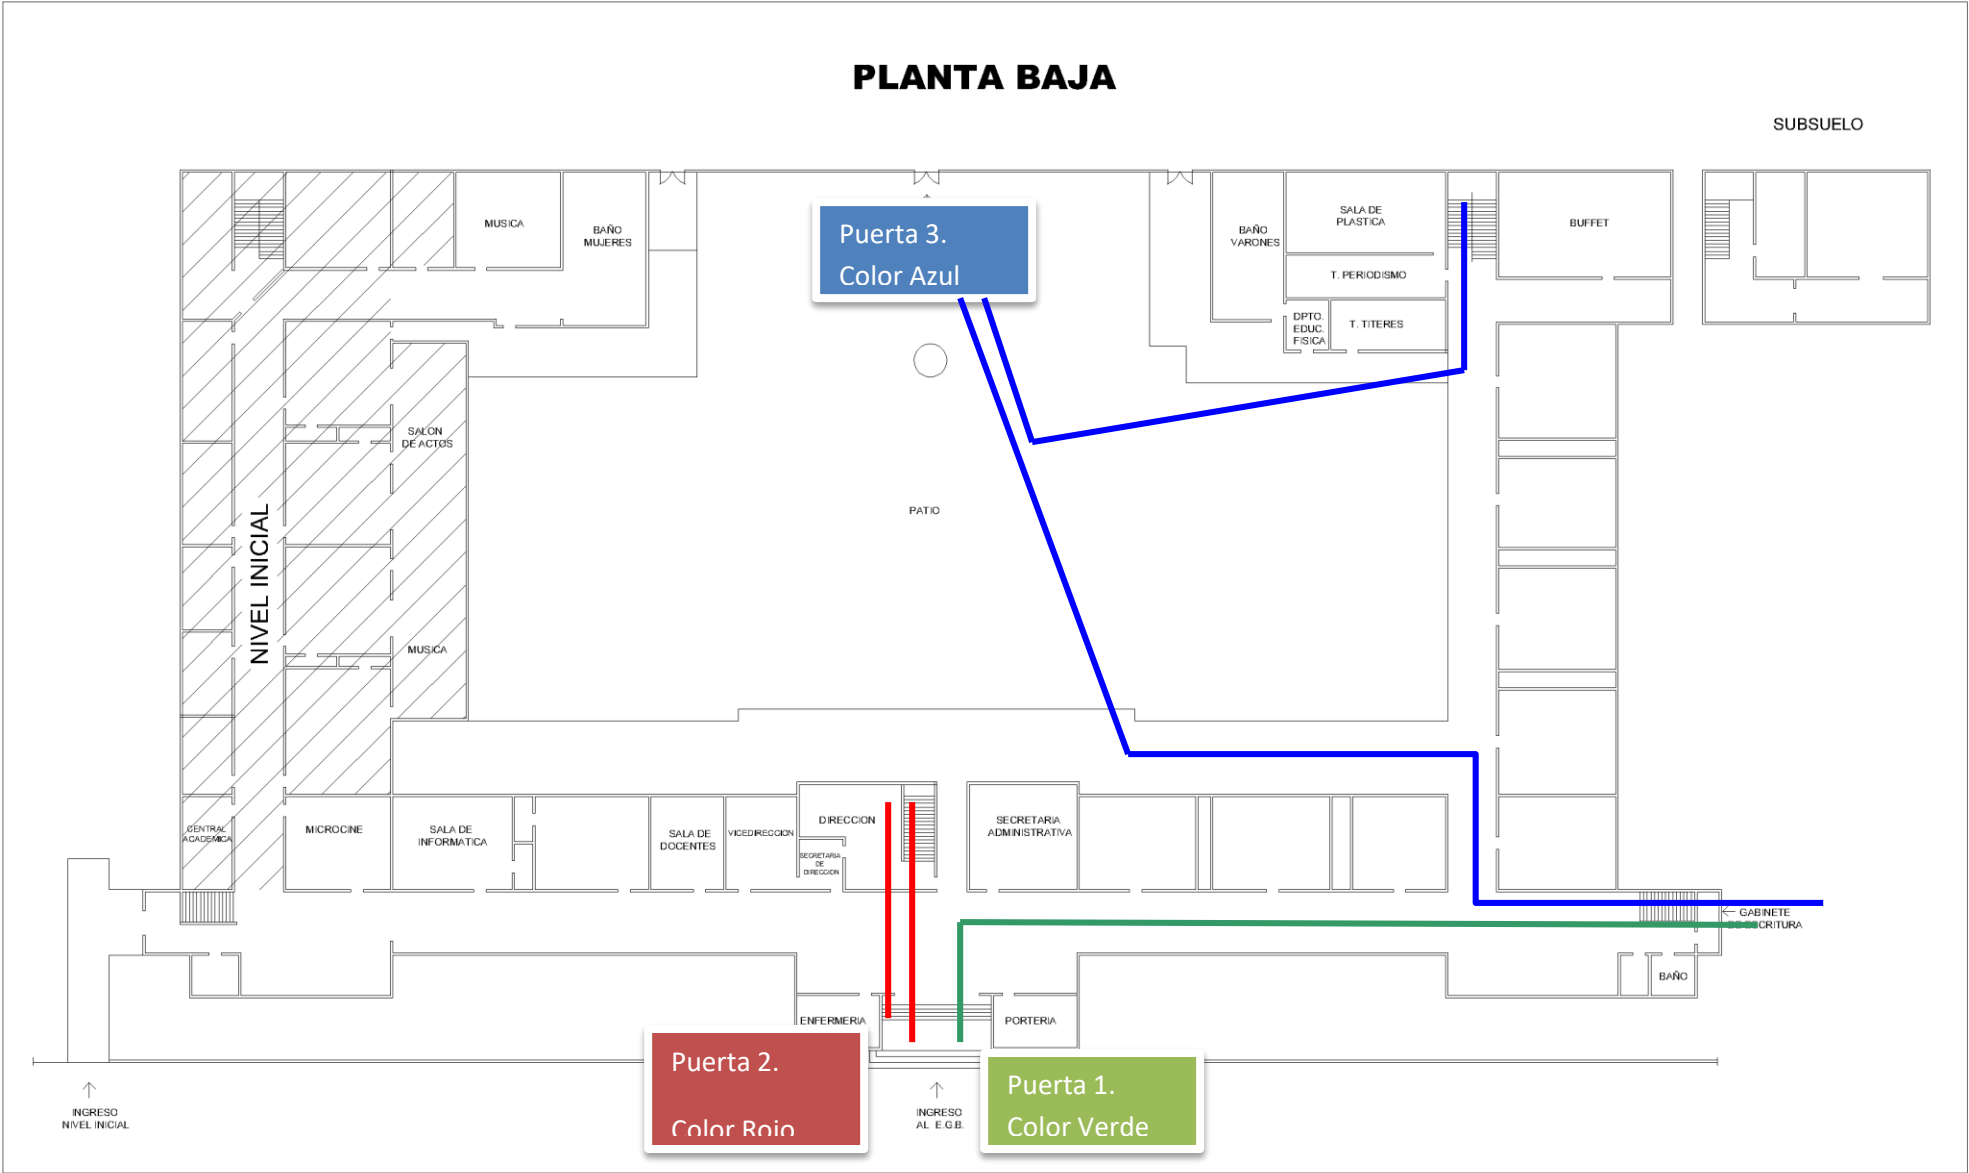 PLANTA BAJA
SUBSUELO
MUSICA
BAÑO
MUJERES
Puerta 3.
Color Azul
BAÑO
VARONES
SALA DE
PLASTICA
BUFFET
T. PERIODISMO
DPTO.
EDUC.
FISICA
T. TITERES
SALON
DE ACTOS
NIVEL INICIAL
PATIO
MUSICA
CENTRAL
ACADEMICA
MICROCINE
SALA DE
INFORMATICA
SALA DE
DOCENTES
VICEDIRECCION
DIRECCION
SECRETARIA
DE
DIRECCION
SECRETARIA
ADMINISTRATIVA
GABINETE
DE ESCRITURA
BAÑO
ENFERMERIA
PORTERIA
Puerta 2.
Color Rojo
Puerta 1.
Color Verde
INGRESO
NIVEL INICIAL
INGRESO
AL E.G.B.